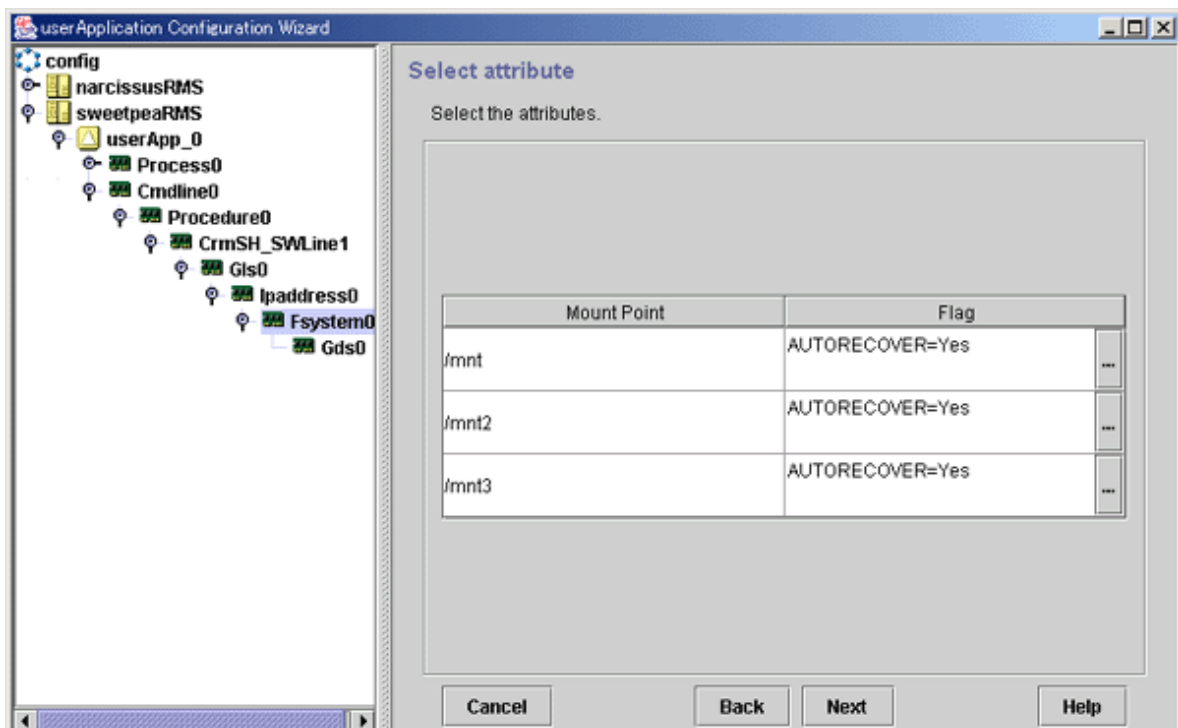 userApplication Configuration Wizard
config
narcissusRMS
sweetpeaRMS
userApp_0
Process0
Cmdline0
Procedure0
CrmSH_SWLine1
Gls0
Ipaddress0
Fsystem0
Gds0
Select attribute
Select the attributes.
Mount Point Flag
/mnt AUTORECOVER=Yes ...
/mnt2 AUTORECOVER=Yes ...
/mnt3 AUTORECOVER=Yes ...
Cancel Back Next Help